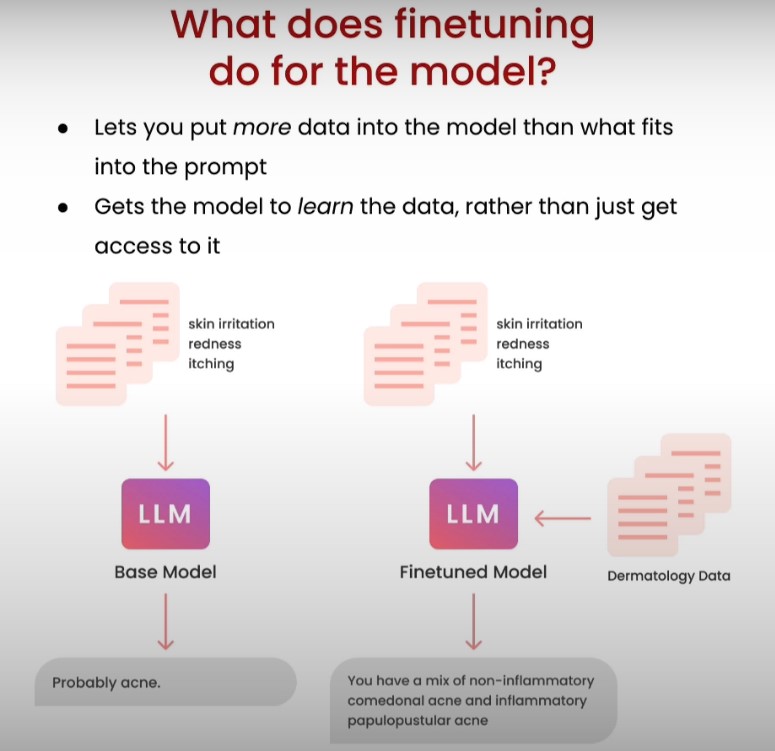 What does finetuning
do for the model?
● Lets you put more data into the model than what fits
into the prompt
● Gets the model to learn the data, rather than just get
access to it
skin irritation
redness
itching
skin irritation
redness
itching
LLM
LLM
Base Model
Finetuned Model
Dermatology Data
Probably acne.
You have a mix of non-inflammatory
comedonal acne and inflammatory
papulopustular acne